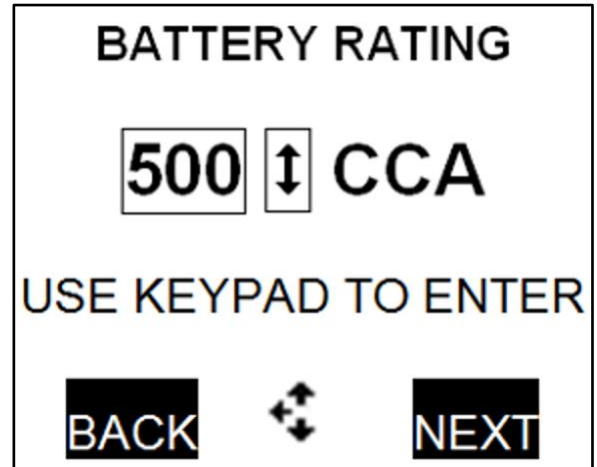 BATTERY RATING
500 CCA
USE KEYPAD TO ENTER
BACK NEXT